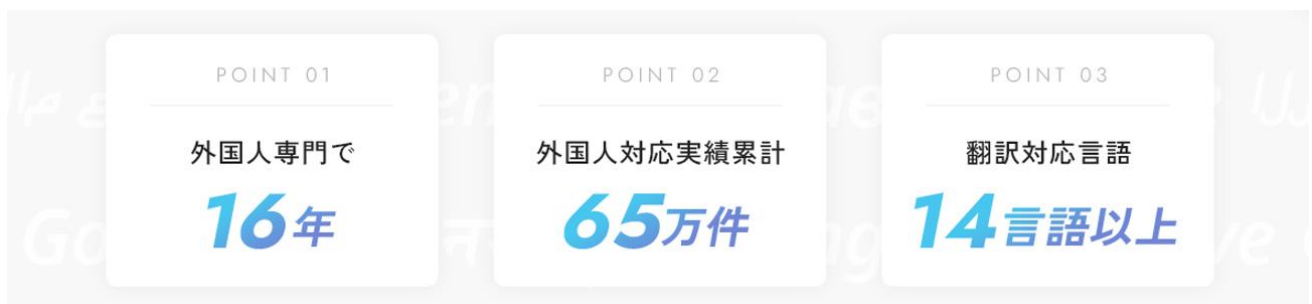 POINT 01
外国人専門で
16年
POINT 02
外国人対応実績累計
65万件
POINT 03
翻訳対応言語
14言語以上